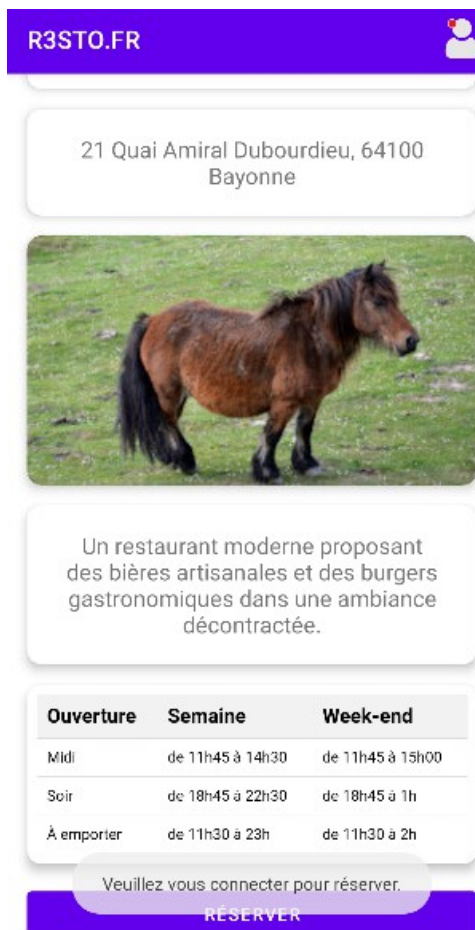 R3STO.FR
21 Quai Amiral Dubourdieu, 64100
Bayonne
Un restaurant moderne proposant
des bières artisanales et des burgers
gastronomiques dans une ambiance
décontractée.
Ouverture Semaine Week-end
Midi de 11h45 à 14h30 de 11h45 à 15h00
Soir de 18h45 à 22h30 de 18h45 à 1h
À emporter de 11h30 à 23h de 11h30 à 2h
Veuillez vous connecter pour réserver.
RÉSERVER